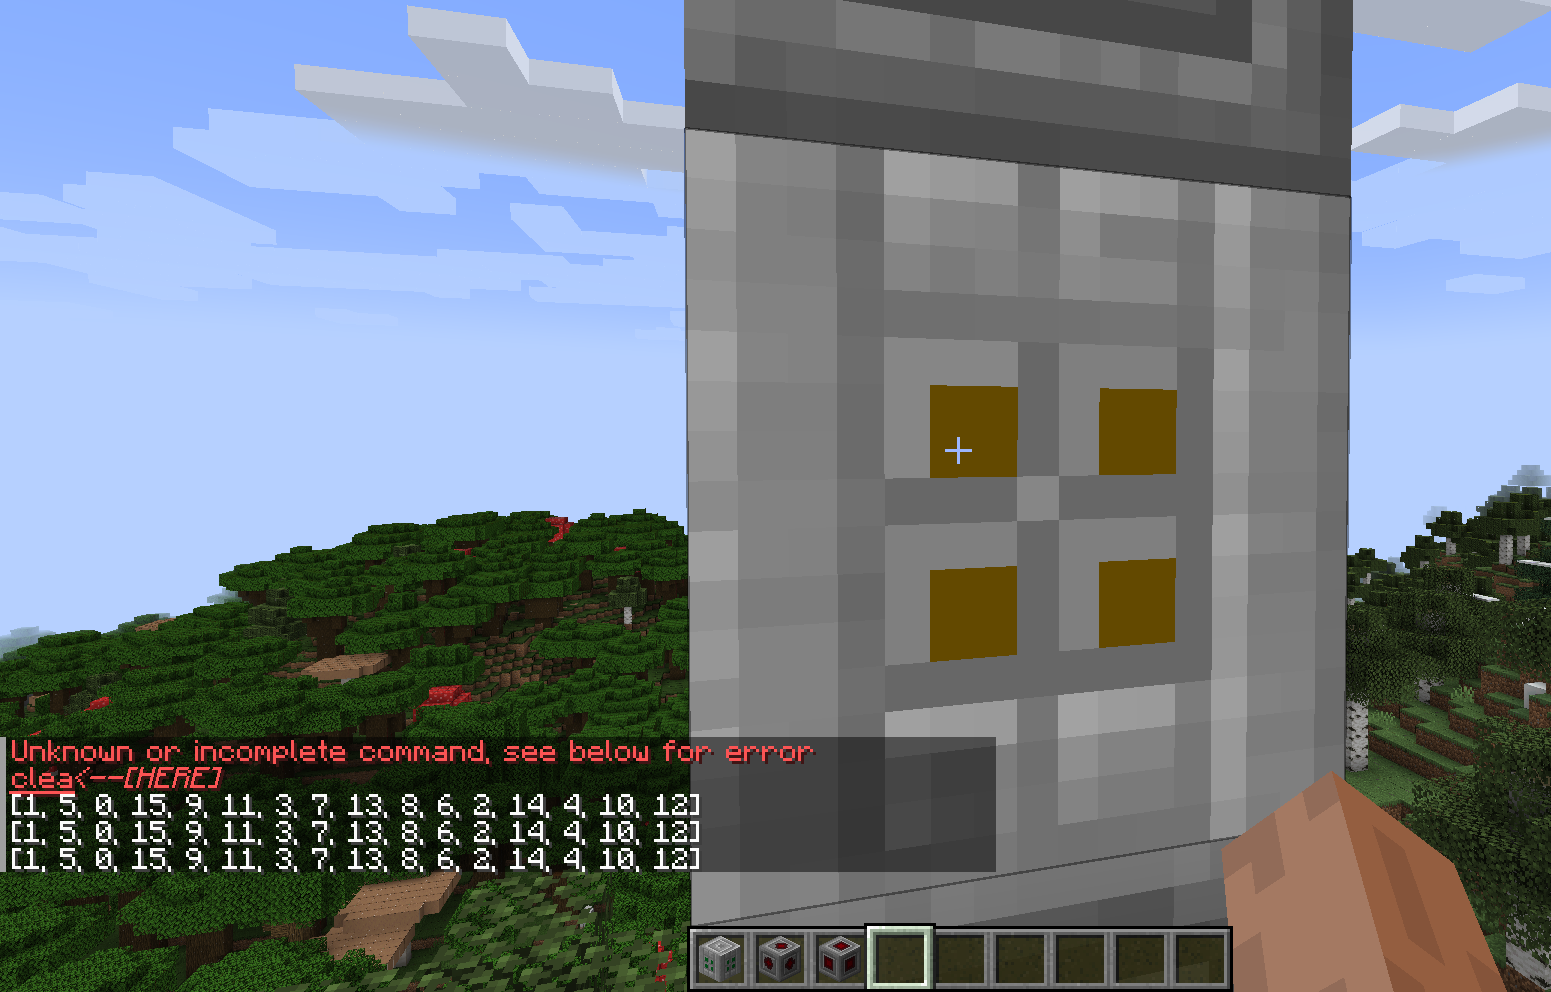 Unknown or incomplete command, see below for error
clea<--[HERE]
[1, 5, 0, 15, 9, 11, 3, 7, 13, 8, 6, 2, 14, 4, 10, 12]
[1, 5, 0, 15, 9, 11, 3, 7, 13, 8, 6, 2, 14, 4, 10, 12]
[1, 5, 0, 15, 9, 11, 3, 7, 13, 8, 6, 2, 14, 4, 10, 12]